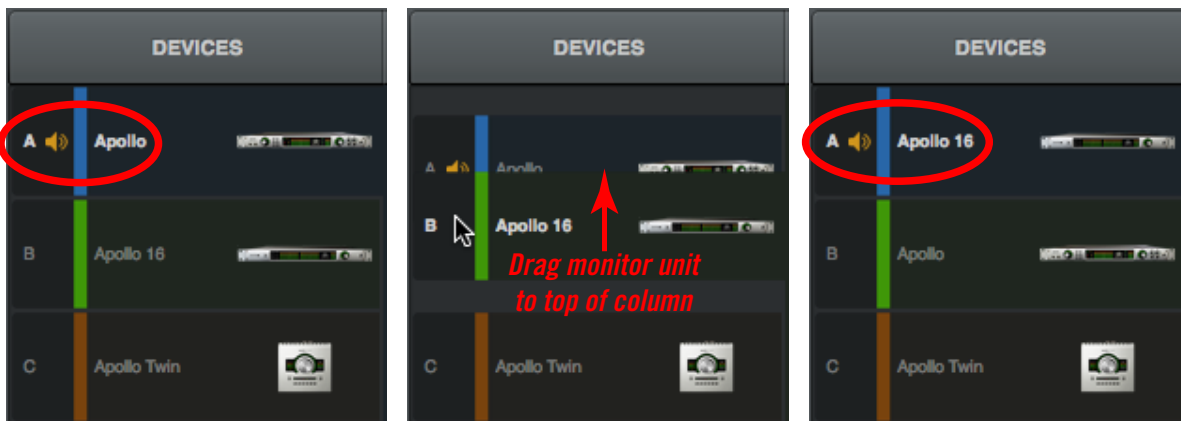 DEVICES
A Apollo
B Apollo 16
C Apollo Twin
DEVICES
A Apollo
B Apollo 16
Drag monitor unit
to top of column
C Apollo Twin
DEVICES
A Apollo 16
B Apollo
C Apollo Twin